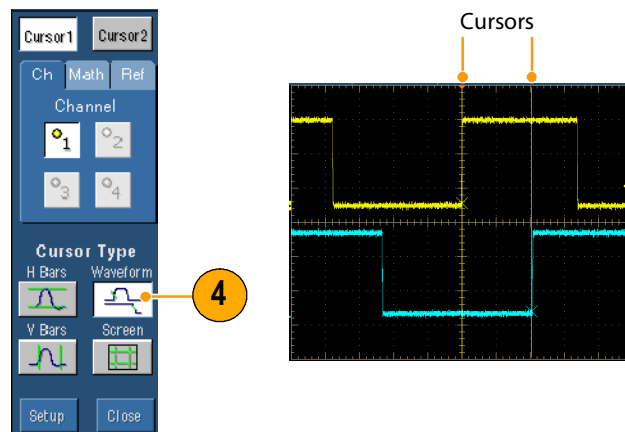 Cursors
Cursor1 Cursor2
Ch Math Ref
Channel
1 2
3 4
Cursor Type
H Bars Waveform
4
V Bars Screen
Setup Close